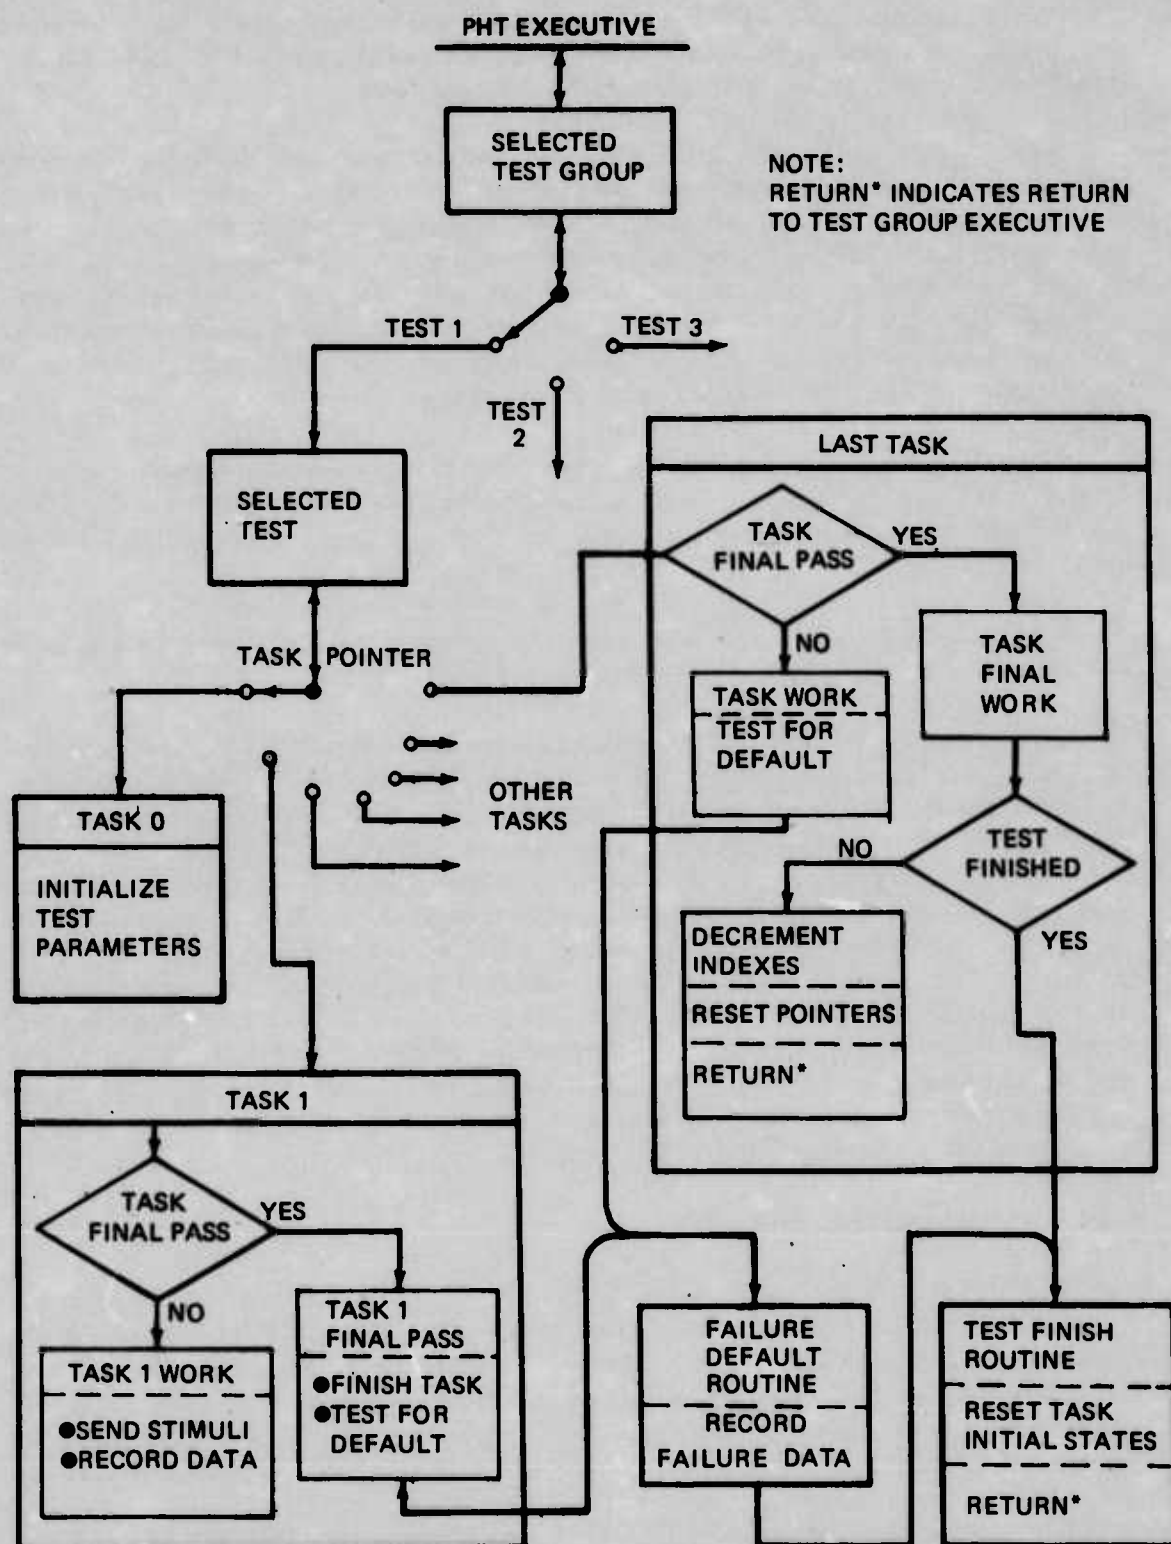 PHT EXECUTIVE
SELECTED
TEST GROUP
NOTE:
RETURN* INDICATES RETURN
TO TEST GROUP EXECUTIVE
TEST 1
TEST 3
TEST
2
SELECTED
TEST
TASK POINTER
OTHER
TASKS
TASK 0
INITIALIZE
TEST
PARAMETERS
LAST TASK
TASK
FINAL PASS
YES
NO
TASK
FINAL
WORK
TASK WORK
TEST FOR
DEFAULT
TEST
FINISHED
NO
YES
DECREMENT
INDEXES
RESET POINTERS
RETURN*
TASK 1
TASK
FINAL PASS
YES
NO
TASK 1 WORK
●SEND STIMULI
●RECORD DATA
TASK 1
FINAL PASS
●FINISH TASK
●TEST FOR
DEFAULT
FAILURE
DEFAULT
ROUTINE
RECORD
FAILURE DATA
TEST FINISH
ROUTINE
RESET TASK
INITIAL STATES
RETURN*